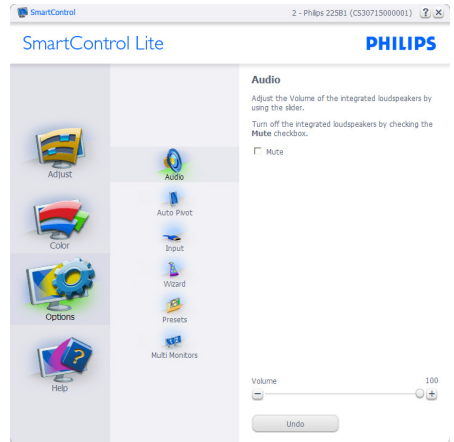 SmartControl
2 - Philips 225B1 (CS30715000001)
SmartControl Lite
PHILIPS
Adjust
Color
Options
Help
Audio
Auto Pivot
Input
Wizard
Presets
Multi Monitors
Audio
Adjust the Volume of the integrated loudspeakers by
using the slider.
Turn off the integrated loudspeakers by checking the
Mute checkbox.
Mute
Volume 100
Undo